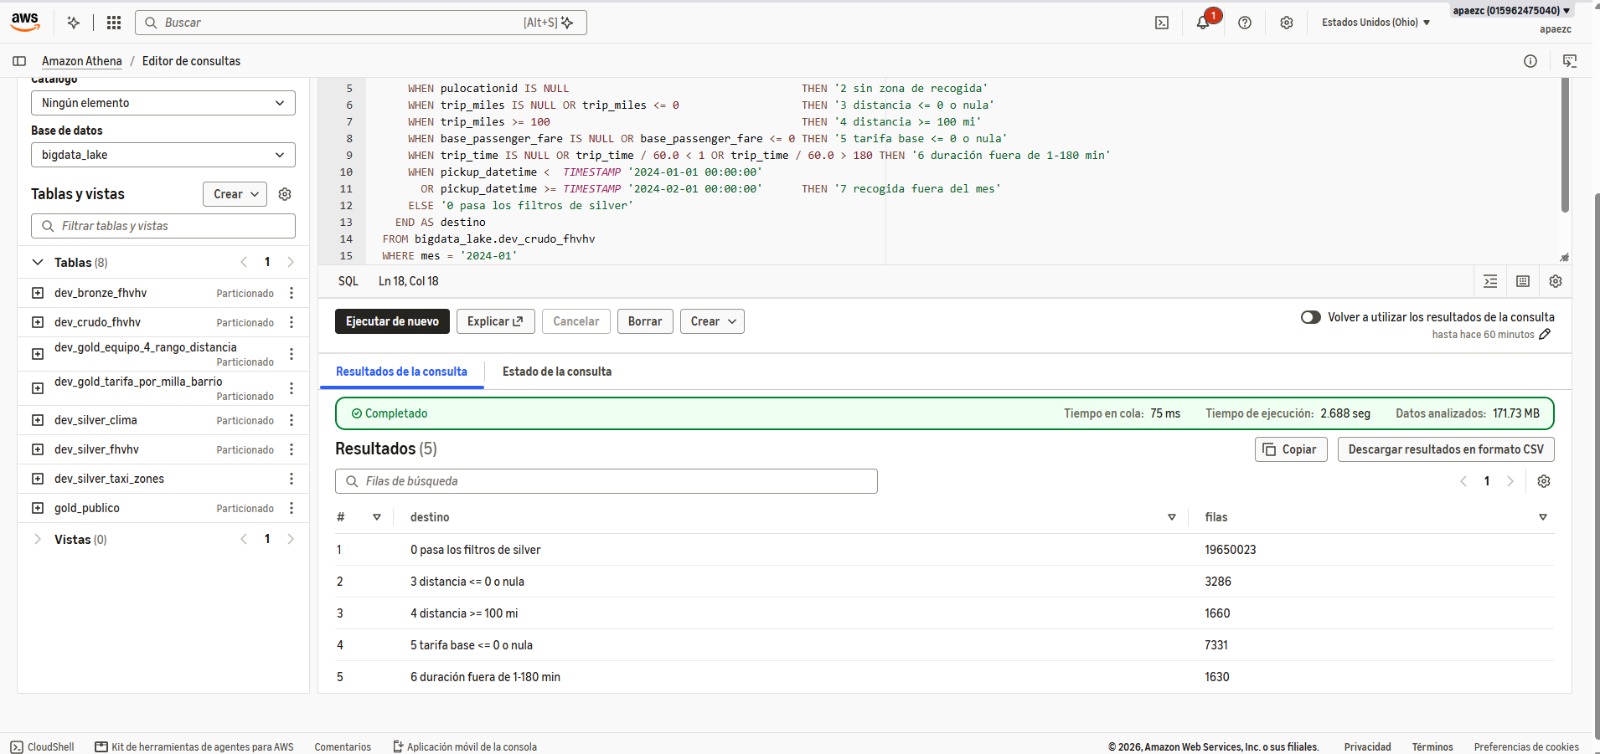 aws
Buscar
[Alt+S]
1
Estados Unidos (Ohio) ▼
apaezc (015962475040) ▼
apaezc
Amazon Athena / Editor de consultas
Catálogo
Ningún elemento
Base de datos
bigdata_lake
Tablas y vistas
Crear
Filtrar tablas y vistas
Tablas (8)
1
dev_bronze_fhvhv Particionado
dev_crudo_fhvhv Particionado
dev_gold_equipo_4_rango_distancia
Particionado
dev_gold_tarifa_por_milla_barrio
Particionado
dev_silver_clima Particionado
dev_silver_fhvhv Particionado
dev_silver_taxi_zones
gold_publico Particionado
Vistas (0)
1
5 WHEN pulocationid IS NULL THEN '2 sin zona de recogida'
6 WHEN trip_miles IS NULL OR trip_miles <= 0 THEN '3 distancia <= 0 o nula'
7 WHEN trip_miles >= 100 THEN '4 distancia >= 100 mi'
8 WHEN base_passenger_fare IS NULL OR base_passenger_fare <= 0 THEN '5 tarifa base <= 0 o nula'
9 WHEN trip_time IS NULL OR trip_time / 60.0 < 1 OR trip_time / 60.0 > 180 THEN '6 duración fuera de 1-180 min'
10 WHEN pickup_datetime < TIMESTAMP '2024-01-01 00:00:00'
11 OR pickup_datetime >= TIMESTAMP '2024-02-01 00:00:00' THEN '7 recogida fuera del mes'
12 ELSE '0 pasa los filtros de silver'
13 END AS destino
14 FROM bigdata_lake.dev_crudo_fhvhv
15 WHERE mes = '2024-01'
SQL Ln 18, Col 18
Ejecutar de nuevo
Explicar
Cancelar
Borrar
Crear
Volver a utilizar los resultados de la consulta
hasta hace 60 minutos
Resultados de la consulta
Estado de la consulta
Completado
Tiempo en cola: 75 ms
Tiempo de ejecución: 2.688 seg
Datos analizados: 171.73 MB
Resultados (5)
Copiar
Descargar resultados en formato CSV
Filas de búsqueda
1
# destino filas
1 0 pasa los filtros de silver 19650023
2 3 distancia <= 0 o nula 3286
3 4 distancia >= 100 mi 1660
4 5 tarifa base <= 0 o nula 7331
5 6 duración fuera de 1-180 min 1630
CloudShell
Kit de herramientas de agentes para AWS
Comentarios
Aplicación móvil de la consola
© 2026, Amazon Web Services, Inc. o sus filiales.
Privacidad
Términos
Preferencias de cookies